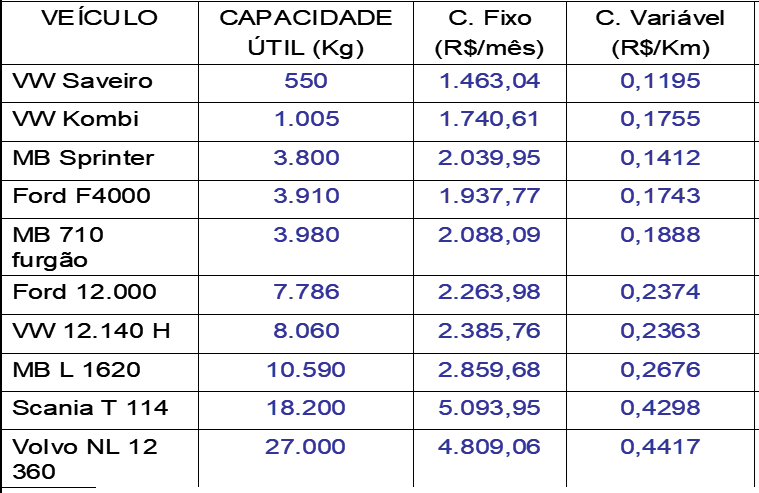 VEÍCULO CAPACIDADE ÚTIL (Kg) C. Fixo (R$/mês) C. Variável (R$/Km)
VW Saveiro 550 1.463,04 0,1195
VW Kombi 1.005 1.740,61 0,1755
MB Sprinter 3.800 2.039,95 0,1412
Ford F4000 3.910 1.937,77 0,1743
MB 710 furgão 3.980 2.088,09 0,1888
Ford 12.000 7.786 2.263,98 0,2374
VW 12.140 H 8.060 2.385,76 0,2363
MB L 1620 10.590 2.859,68 0,2676
Scania T 114 18.200 5.093,95 0,4298
Volvo NL 12 360 27.000 4.809,06 0,4417